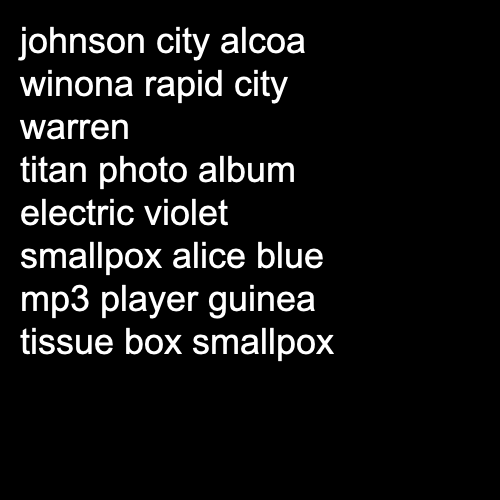 johnson city alcoa
winona rapid city
warren
titan photo album
electric violet
smallpox alice blue
mp3 player guinea
tissue box smallpox